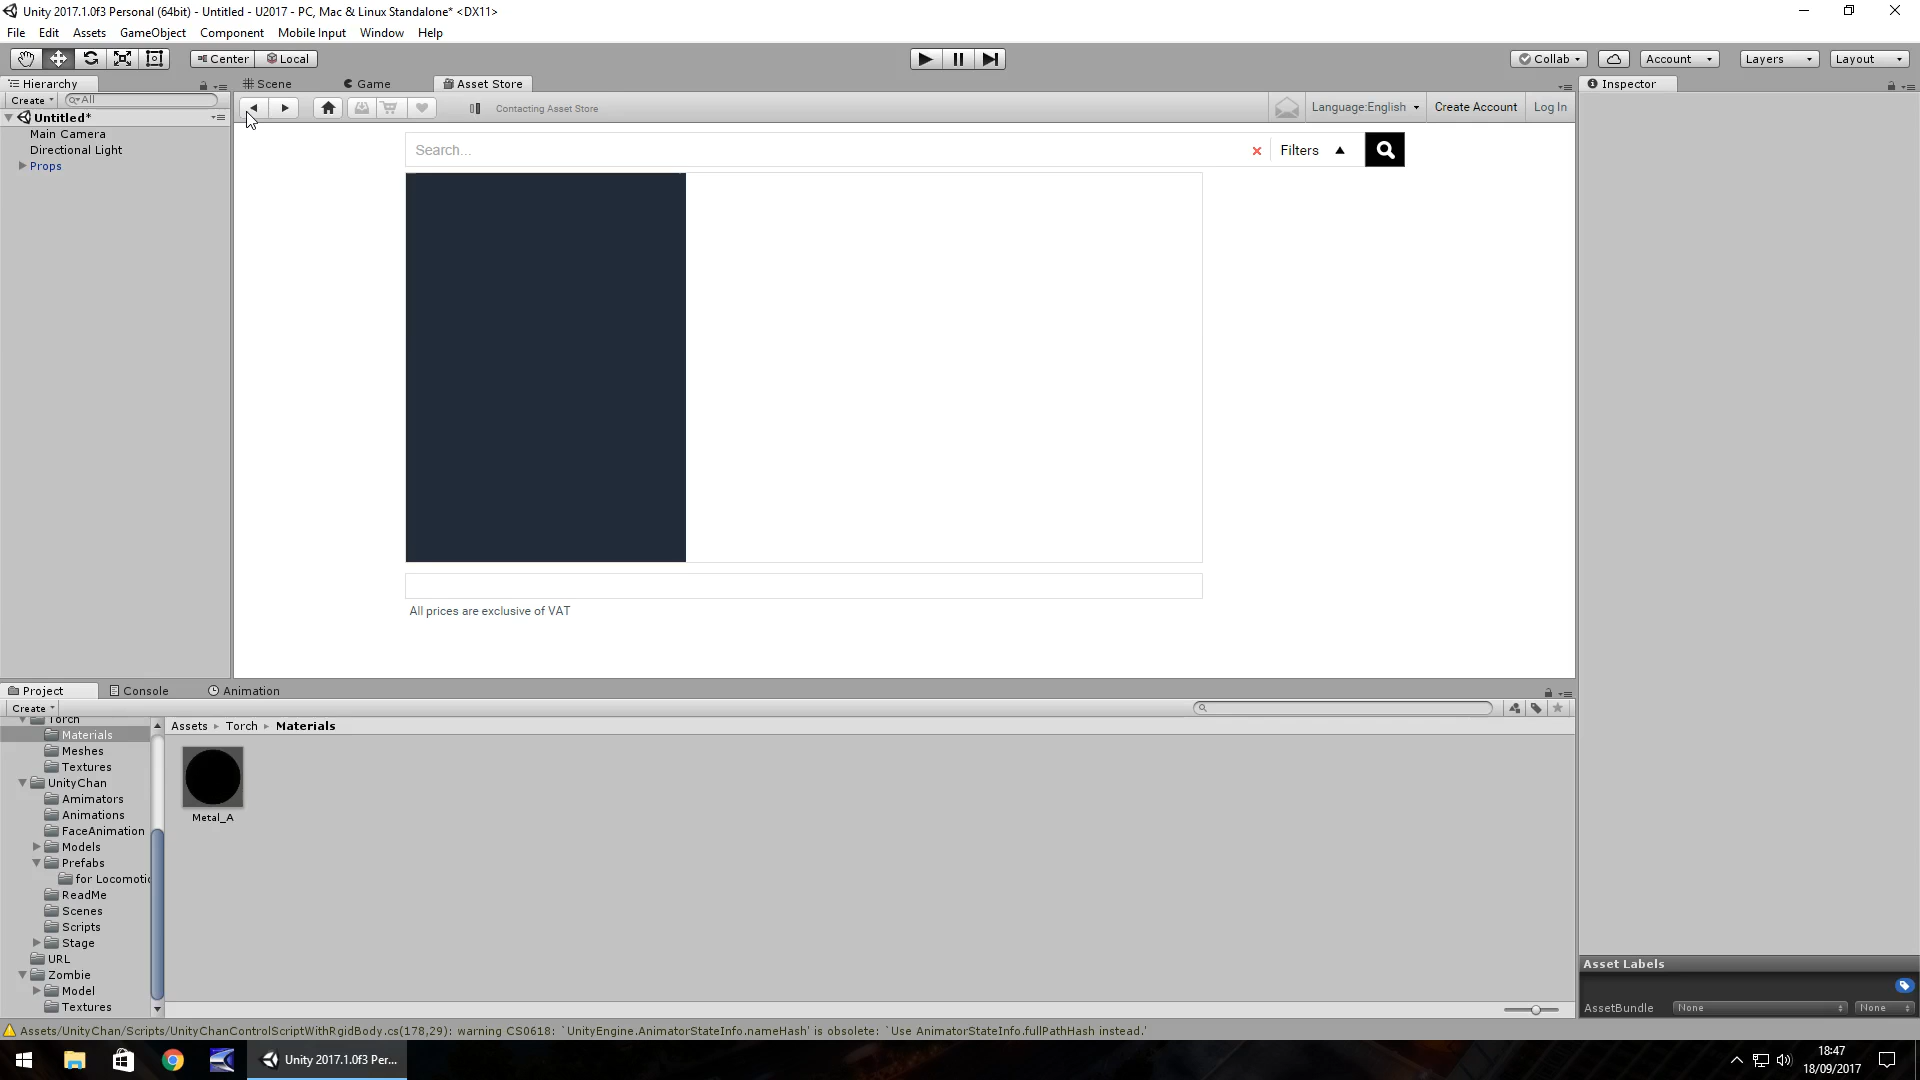 Unity 2017.1.0f3 Personal (64bit) - Untitled - U2017 - PC, Mac & Linux Standalone* <DX11>
File Edit Assets GameObject Component Mobile Input Window Help
Center Local Collab Account Layers Layout
Hierarchy Scene Game Asset Store Inspector
Create All
Contacting Asset Store Language:English Create Account Log In
Untitled*
Main Camera
Directional Light
Props
Search... × Filters
All prices are exclusive of VAT
Project Console Animation
Create
Torch
Assets Torch Materials
Materials
Meshes
Textures
UnityChan
Amimators
Animations
FaceAnimation
Models
Prefabs
for Locomotic
ReadMe
Scenes
Scripts
Stage
URL
Zombie
Model
Textures
Metal_A
Asset Labels
AssetBundle None None
Assets/UnityChan/Scripts/UnityChanControlScriptWithRgidBody.cs(178,29): warning CS0618: `UnityEngine.AnimatorStateInfo.nameHash' is obsolete: `Use AnimatorStateInfo.fullPathHash instead.'
Unity 2017.1.0f3 Per...
18:47
18/09/2017